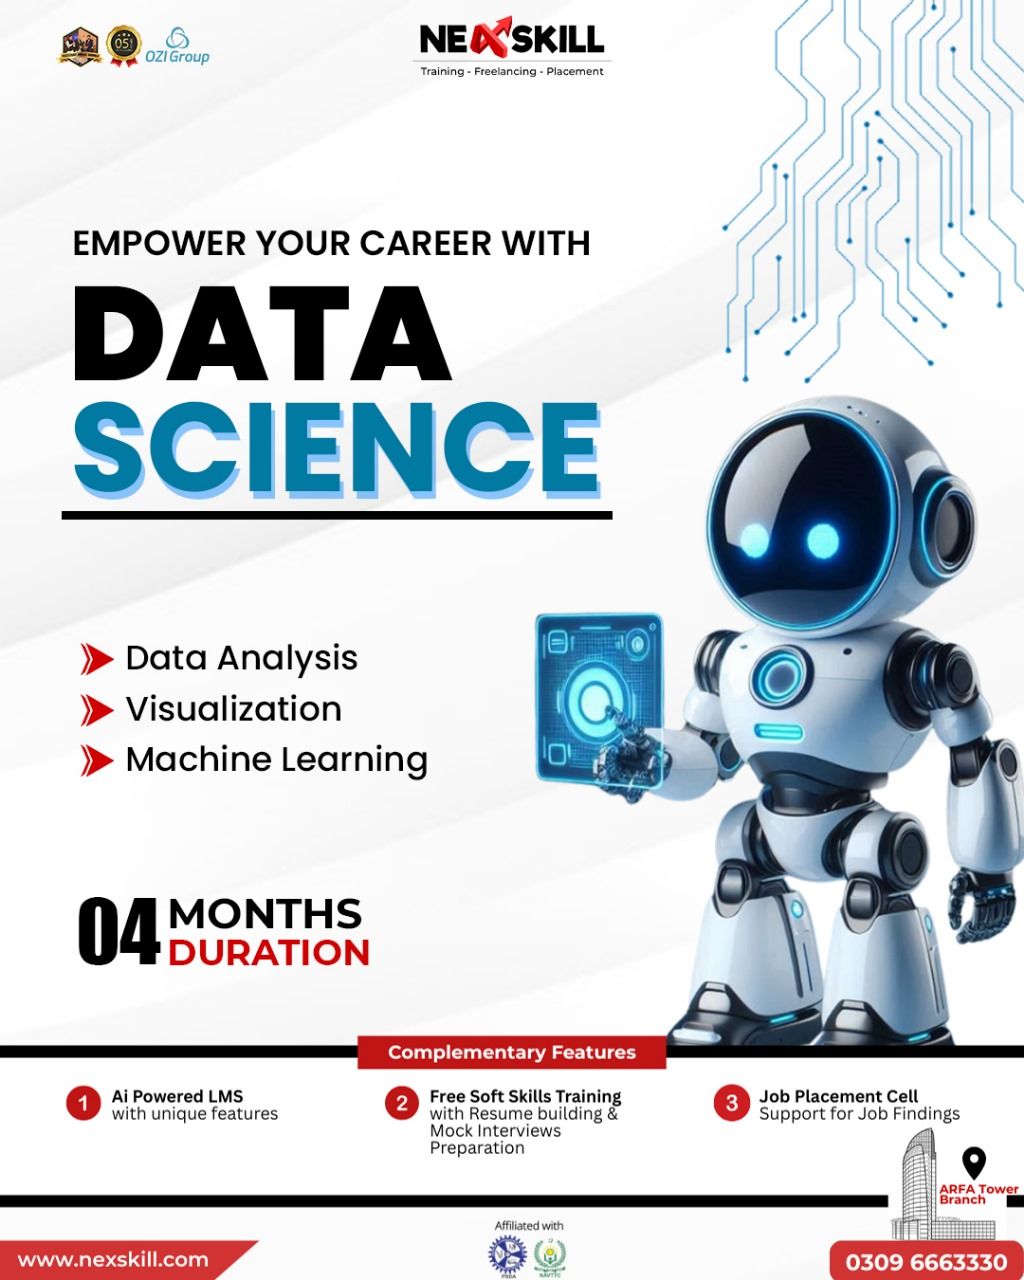 05
OZI Group
NEXSKILL
Training - Freelancing - Placement
EMPOWER YOUR CAREER WITH
DATA
SCIENCE
Data Analysis
Visualization
Machine Learning
04 MONTHS
DURATION
Complementary Features
1 Ai Powered LMS
with unique features
2 Free Soft Skills Training
with Resume building &
Mock Interviews
Preparation
3 Job Placement Cell
Support for Job Findings
ARFA Tower
Branch
Affiliated with
PSDA
NAVTTC
www.nexskill.com
0309 6663330